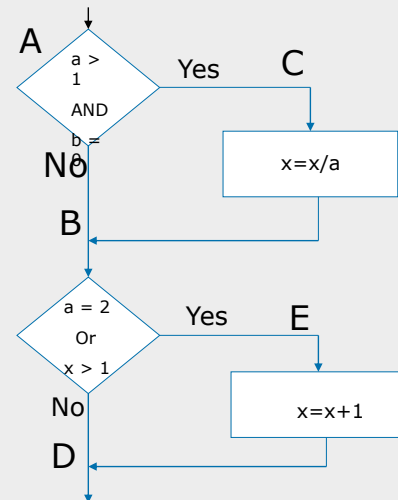 A
a >
1
AND
b =
0
Yes
C
x=x/a
No
B
a = 2
Or
x > 1
Yes
E
x=x+1
No
D